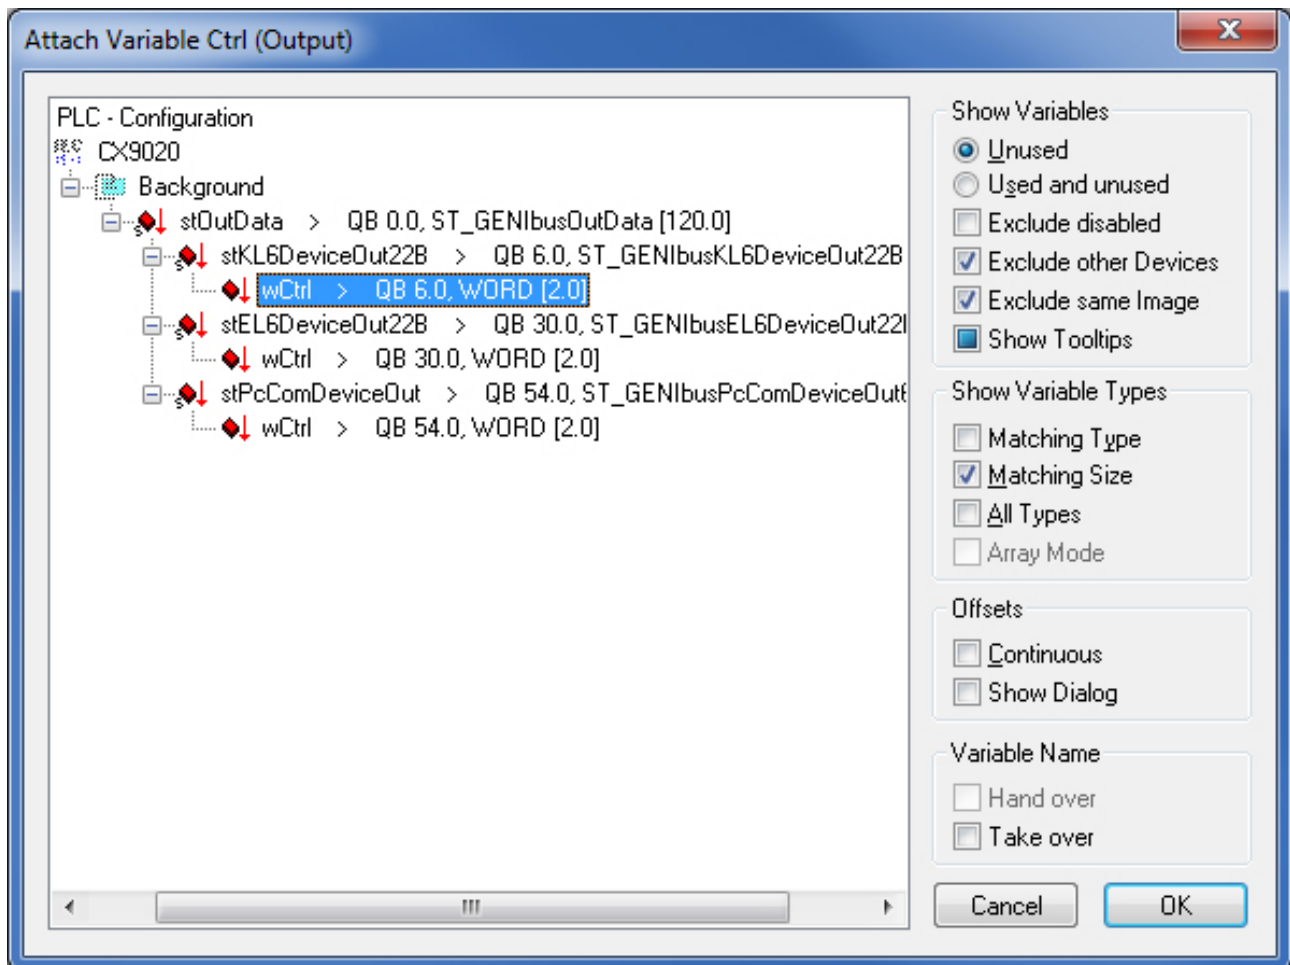 Attach Variable Ctrl (Output)
PLC - Configuration
CX9020
Background
stOutData > QB 0.0, ST_GENIbusOutData [120.0]
stKL6DeviceOut22B > QB 6.0, ST_GENIbusKL6DeviceOut22B
wCtrl > QB 6.0, WORD [2.0]
stEL6DeviceOut22B > QB 30.0, ST_GENIbusEL6DeviceOut22
wCtrl > QB 30.0, WORD [2.0]
stPcComDeviceOut > QB 54.0, ST_GENIbusPcComDeviceOut
wCtrl > QB 54.0, WORD [2.0]
Show Variables
Unused
Used and unused
Exclude disabled
Exclude other Devices
Exclude same Image
Show Tooltips
Show Variable Types
Matching Type
Matching Size
All Types
Array Mode
Offsets
Continuous
Show Dialog
Variable Name
Hand over
Take over
Cancel
OK